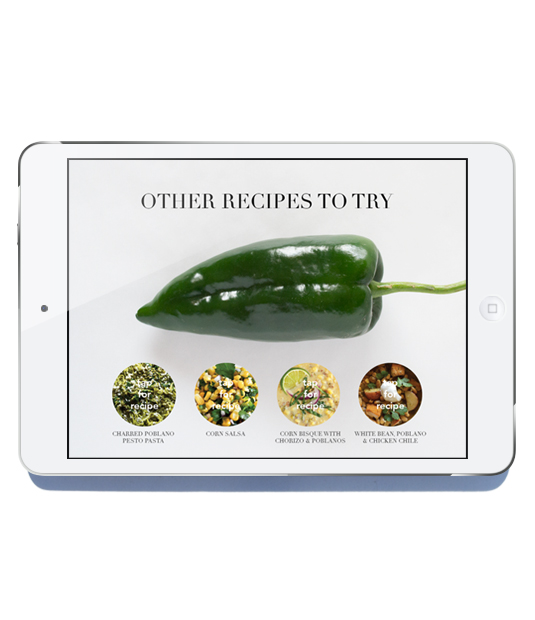 OTHER RECIPES TO TRY
tap
for
recipe
tap
for
recipe
tap
for
recipe
tap
for
recipe
CHARRED POBLANO
PESTO PASTA
CORN SALSA
CORN BISQUE WITH
CHORIZO & POBLANOS
WHITE BEAN, POBLANO
& CHICKEN CHILE